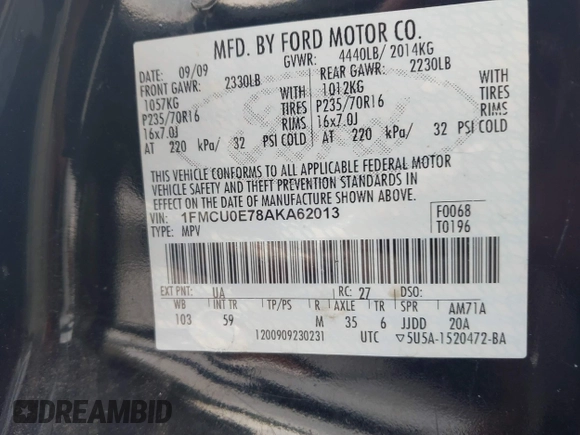 MFD. BY FORD MOTOR CO.
DATE: 09/09 GVWR: 4440LB/ 2014KG
FRONT GAWR: 2330LB REAR GAWR: 2230LB
1057KG WITH 1012KG WITH
P235/70R16 TIRES P235/70R16 TIRES
16x7.0J RIMS 16x7.0J RIMS
AT 220 kPa/ 32 PSI COLD AT 220 kPa/ 32 PSI COLD
THIS VEHICLE CONFORMS TO ALL APPLICABLE FEDERAL MOTOR
VEHICLE SAFETY AND THEFT PREVENTION STANDARDS IN
EFFECT ON THE DATE OF MANUFACTURE SHOWN ABOVE.
VIN: 1FMCU0E78AKA62013 F0068
TYPE: MPV T0196
EXT PNT: UA RC: 27 DSO:
WB INT TR TP/PS R AXLE TR SPR AM71A
103 59 M 35 6 JJDD 20A
1200909230231 UTC ▽5U5A-1520472-BA
DREAMBID